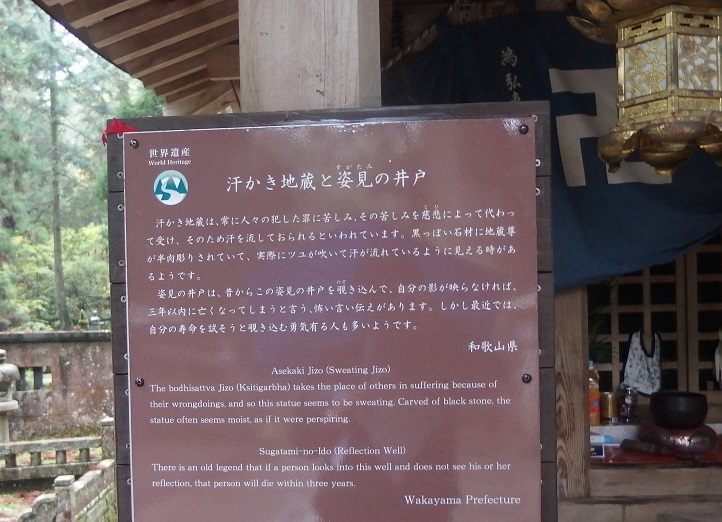 為弘
世界遺産
World Heritage
すがたみ
汗かき地蔵と姿見の井戸
じひ
汗かき地蔵は、常に人々の犯した罪に苦しみ、その苦しみを慈悲によって代わっ
て受け、そのため汗を流しておられるといわれています。黒っぽい石材に地蔵尊
が半肉彫りされていて、実際にツユが吹いて汗が流れているように見える時があ
るようです。
のぞ
姿見の井戸は、昔からこの姿見の井戸を覗き込んで、自分の影が映らなければ、
三年以内に亡くなってしまうと言う、怖い言い伝えがあります。しかし最近では、
自分の寿命を試そうと覗き込む勇気有る人も多いようです。
和歌山県
Asekaki Jizo (Sweating Jizo)
The bodhisattva Jizo (Ksitigarbha) takes the place of others in suffering because of
their wrongdoings, and so this statue seems to be sweating. Carved of black stone, the
statue often seems moist, as if it were perspiring.
Sugatami-no-Ido (Reflection Well)
There is an old legend that if a person looks into this well and does not see his or her
reflection, that person will die within three years.
Wakayama Prefecture